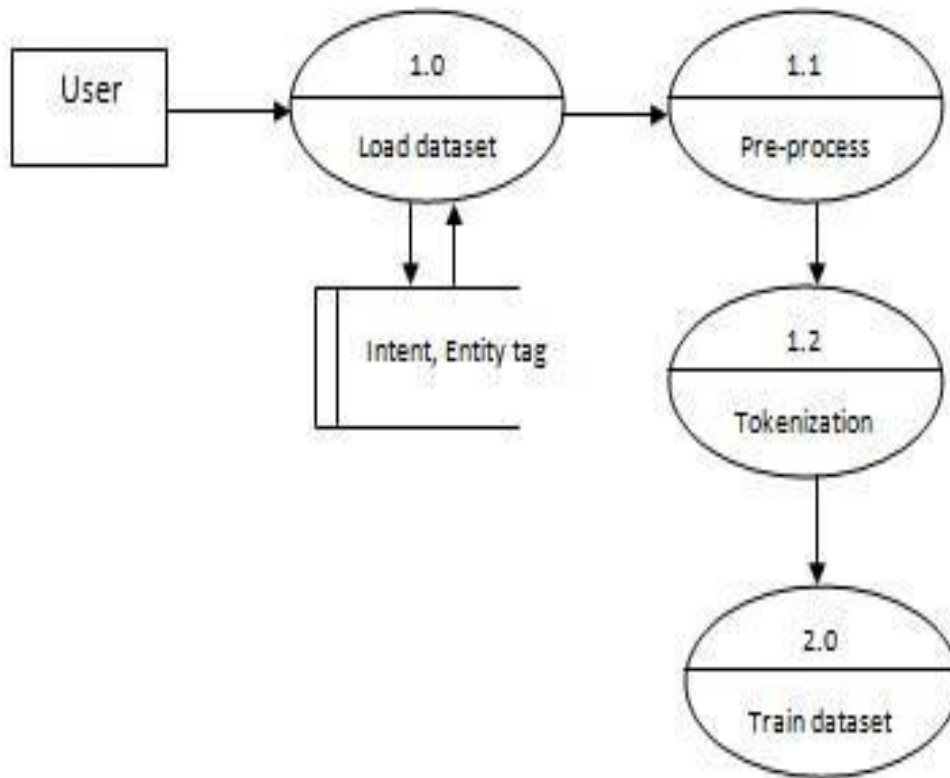 User
1.0
Load dataset
1.1
Pre-process
Intent, Entity tag
1.2
Tokenization
2.0
Train dataset